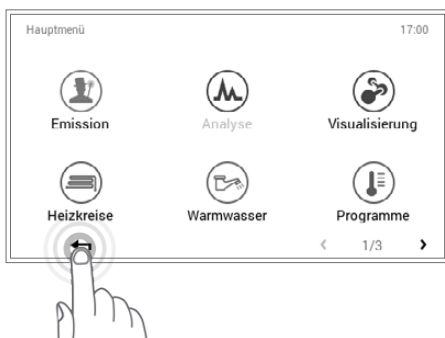 Hauptmenü 17:00
Emission Analyse Visualisierung
Heizkreise Warmwasser Programme
1/3